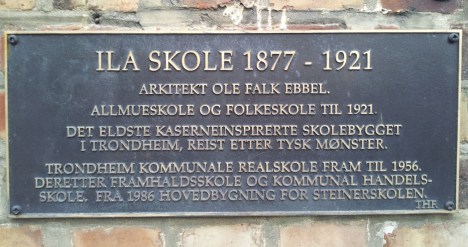 ILA SKOLE 1877 - 1921
ARKITEKT OLE FALK EBBEL.
ALLMUESKOLE OG FOLKESKOLE TIL 1921.
DET ELDSTE KASERNEINSPIRERTE SKOLEBYGGET
I TRONDHEIM, REIST ETTER TYSK MØNSTER.
TRONDHEIM KOMMUNALE REALSKOLE FRAM TIL 1956.
DERETTER FRAMHALDSSKOLE OG KOMMUNAL HANDELS-
SKOLE. FRA 1986 HOVEDBYGNING FOR STEINERSKOLEN.
THF.